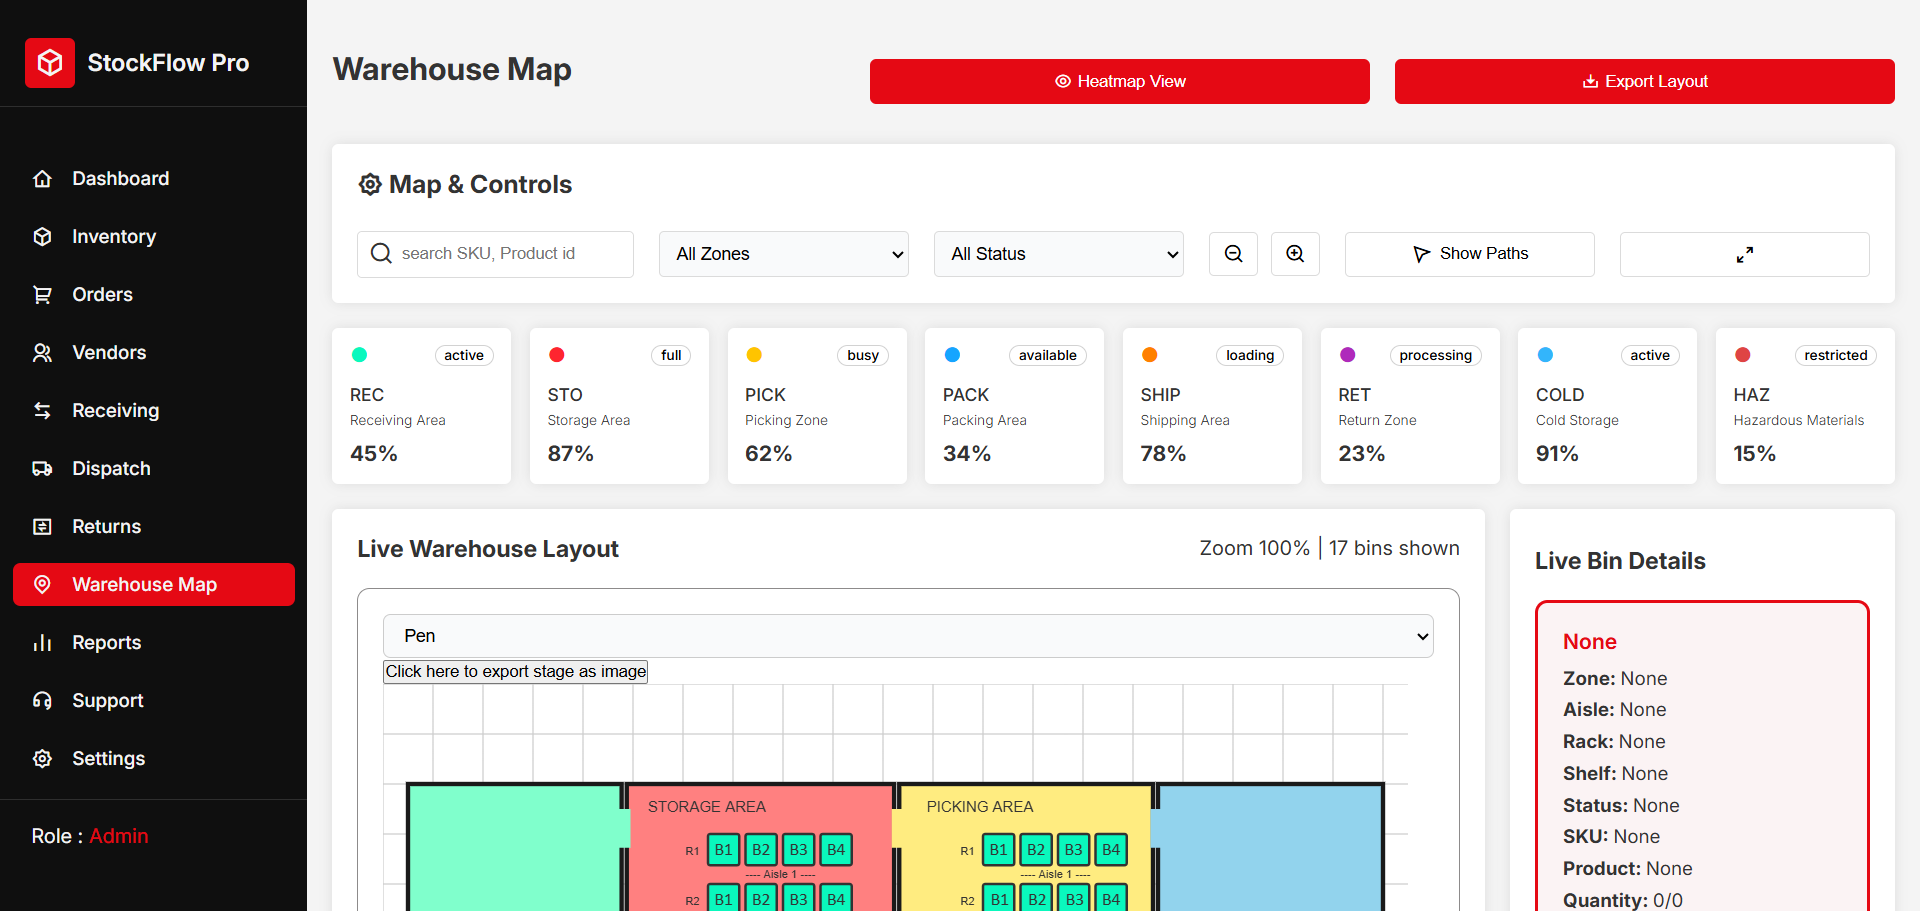 StockFlow Pro
Dashboard
Inventory
Orders
Vendors
Receiving
Dispatch
Returns
Warehouse Map
Reports
Support
Settings
Role : Admin
Warehouse Map
Heatmap View
Export Layout
Map & Controls
search SKU, Product id
All Zones
All Status
Show Paths
active
REC
Receiving Area
45%
full
STO
Storage Area
87%
busy
PICK
Picking Zone
62%
available
PACK
Packing Area
34%
loading
SHIP
Shipping Area
78%
processing
RET
Return Zone
23%
active
COLD
Cold Storage
91%
restricted
HAZ
Hazardous Materials
15%
Live Warehouse Layout
Zoom 100% | 17 bins shown
Pen
Click here to export stage as image
STORAGE AREA
R1 B1 B2 B3 B4
---- Aisle 1 ----
R2 B1 B2 B3 B4
PICKING AREA
R1 B1 B2 B3 B4
---- Aisle 1 ----
R2 B1 B2 B3 B4
Live Bin Details
None
Zone: None
Aisle: None
Rack: None
Shelf: None
Status: None
SKU: None
Product: None
Quantity: 0/0